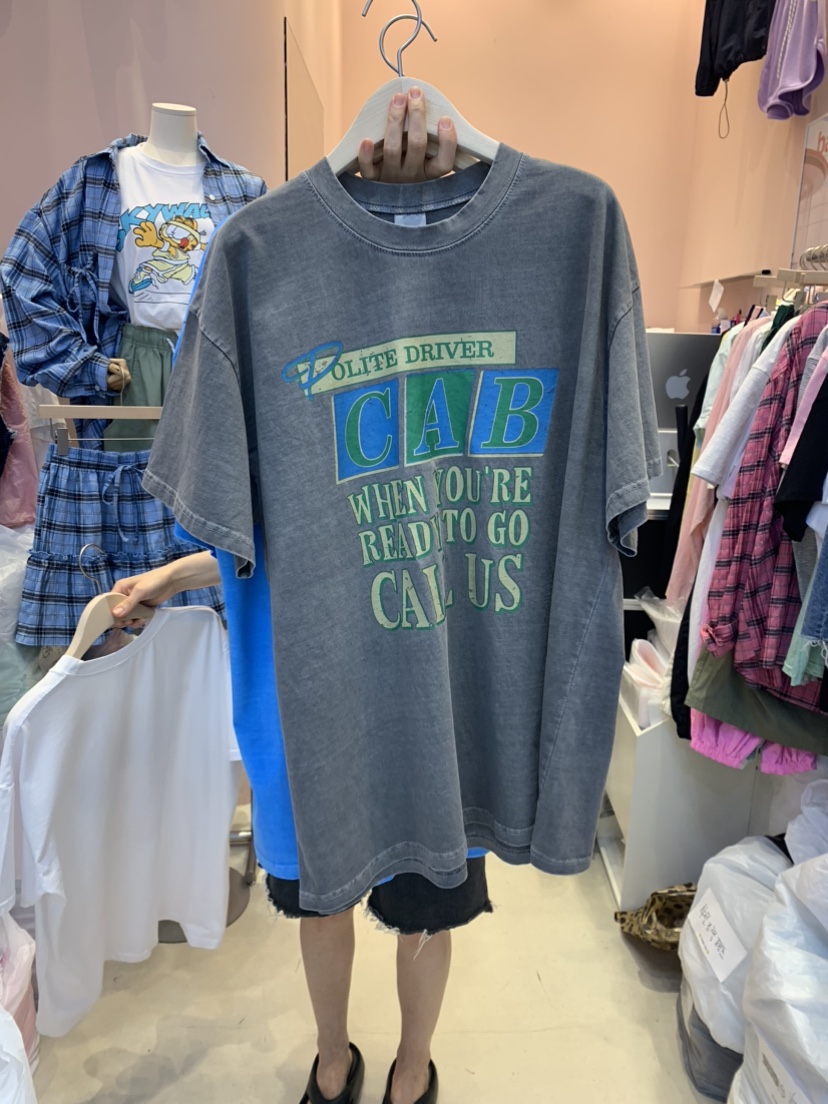 POLITE DRIVER
CAB
WHEN YOU'RE
READY TO GO
CALL US